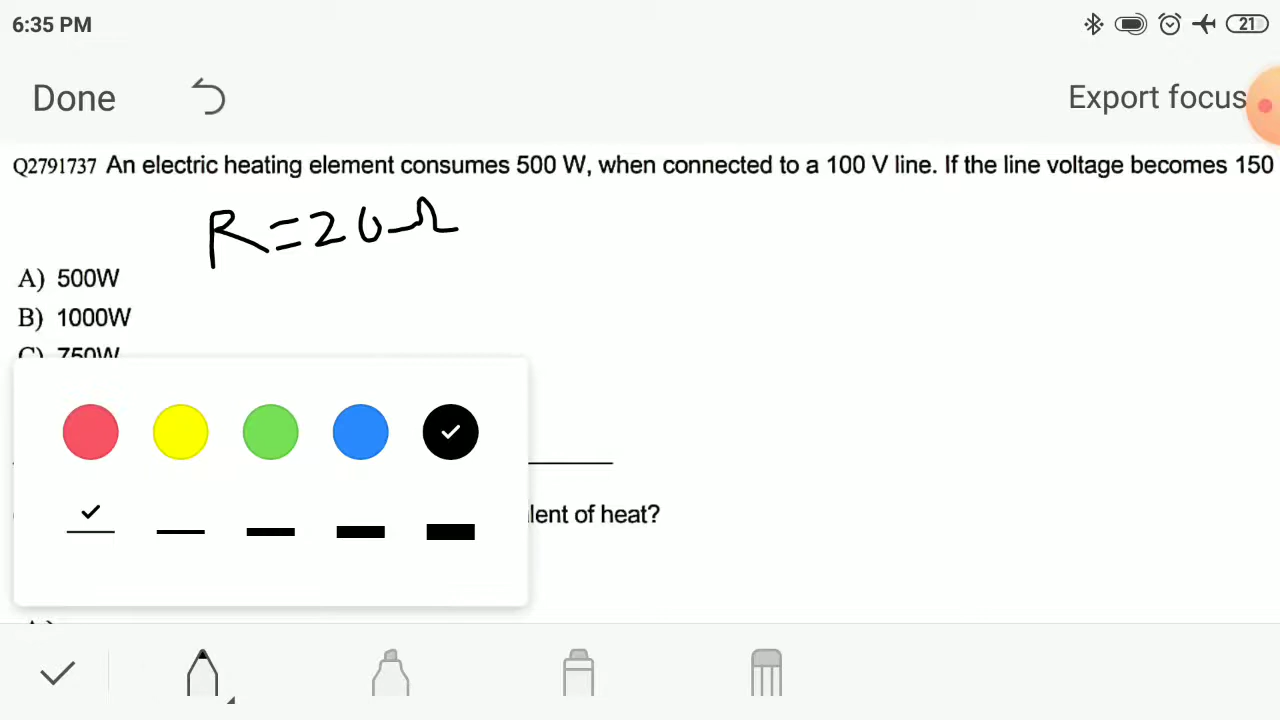 6:35 PM
21
Done
Export focus
Q2791737 An electric heating element consumes 500 W, when connected to a 100 V line. If the line voltage becomes 150
R=20Ω
A) 500W
B) 1000W
C) 750W
lent of heat?